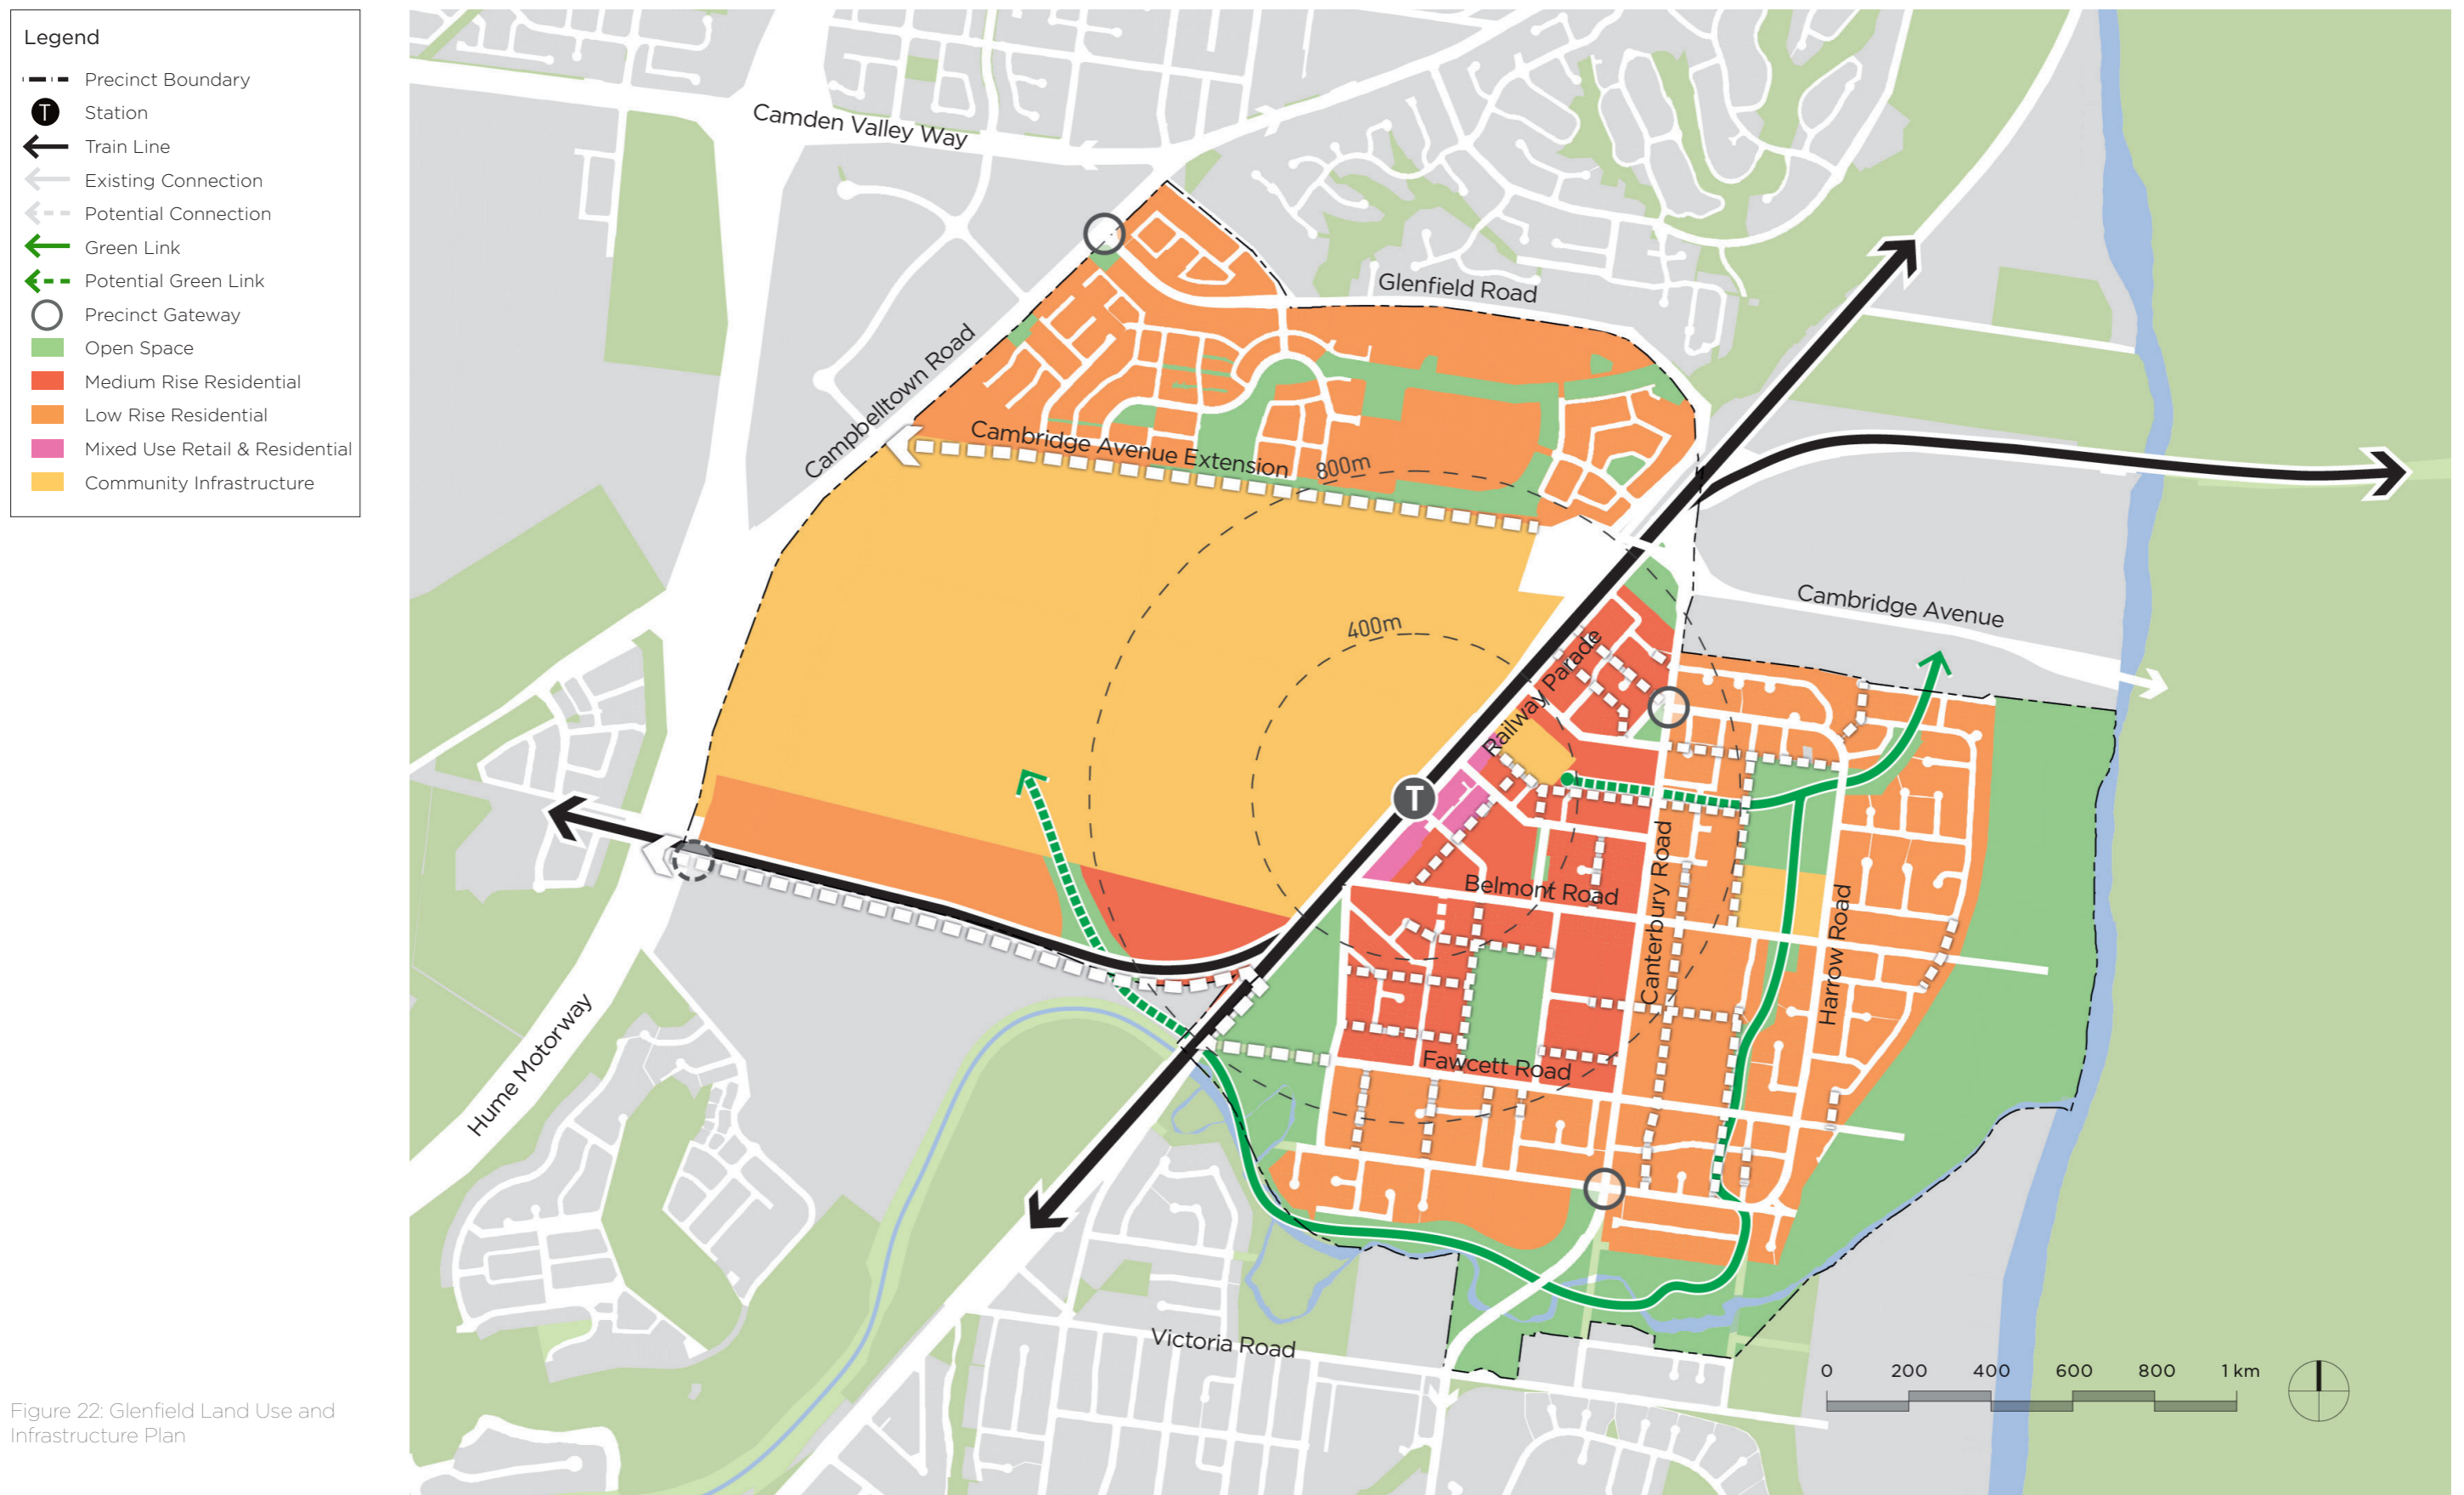 Legend
Precinct Boundary
T
Station
Train Line
Existing Connection
Potential Connection
Green Link
Potential Green Link
Precinct Gateway
Open Space
Medium Rise Residential
Low Rise Residential
Mixed Use Retail & Residential
Community Infrastructure
Camden Valley Way
Glenfield Road
Campbelltown Road
Cambridge Avenue Extension
800m
400m
Cambridge Avenue
Railway Parade
T
Belmont Road
Canterbury Road
Harrow Road
Fawcett Road
Hume Motorway
Victoria Road
0 200 400 600 800 1 km
Figure 22: Glenfield Land Use and
Infrastructure Plan